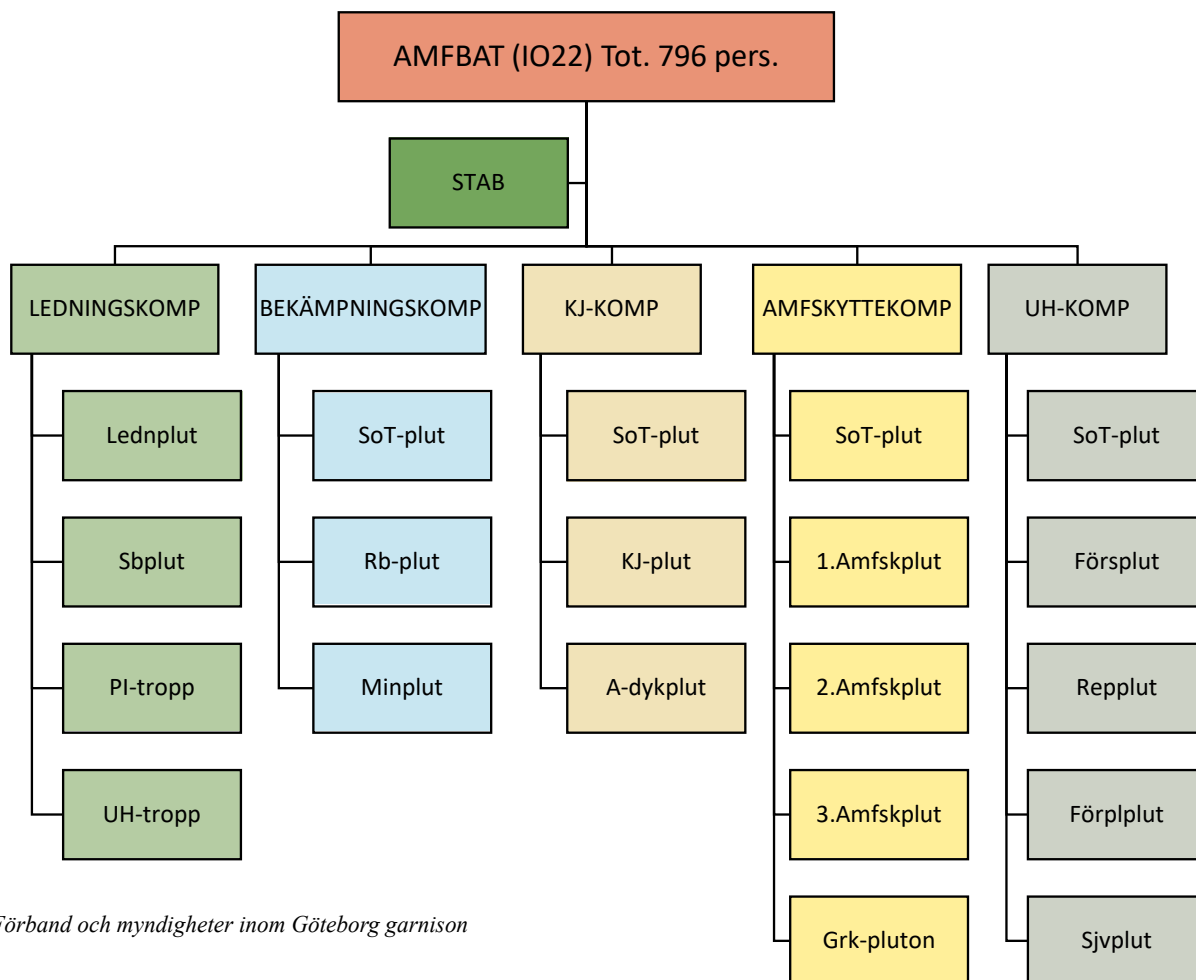 AMFBAT (IO22) Tot. 796 pers.
STAB
LEDNINGSKOMP
Lednplut
Sbplut
PI-tropp
UH-tropp
BEKÄMPNINGSKOMP
SoT-plut
Rb-plut
Minplut
KJ-KOMP
SoT-plut
KJ-plut
A-dykplut
AMFSKYTTEKOMP
SoT-plut
1.Amfskplut
2.Amfskplut
3.Amfskplut
Grk-pluton
UH-KOMP
SoT-plut
Försplut
Repplut
Förplplut
Sjvplut
Förband och myndigheter inom Göteborg garnison